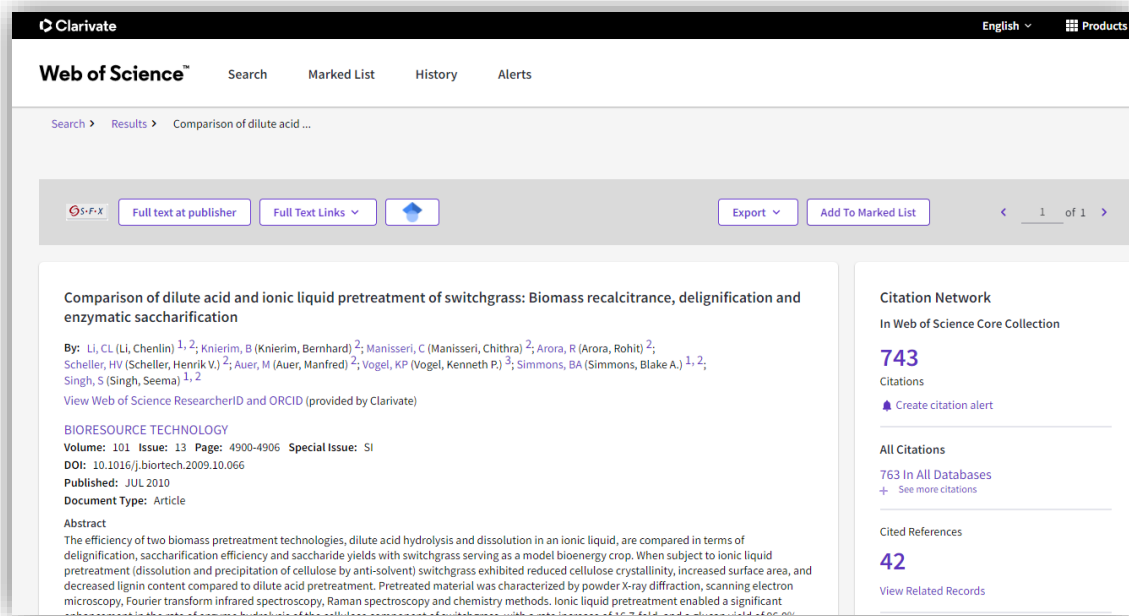 Clarivate
English
Products
Web of Science™
Search
Marked List
History
Alerts
Search
Results
Comparison of dilute acid ...
S·F·X
Full text at publisher
Full Text Links
Export
Add To Marked List
1 of 1
Comparison of dilute acid and ionic liquid pretreatment of switchgrass: Biomass recalcitrance, delignification and
enzymatic saccharification
By: Li, CL (Li, Chenlin) 1, 2; Knierim, B (Knierim, Bernhard) 2; Manisseri, C (Manisseri, Chithra) 2; Arora, R (Arora, Rohit) 2;
Scheller, HV (Scheller, Henrik V.) 2; Auer, M (Auer, Manfred) 2; Vogel, KP (Vogel, Kenneth P.) 3; Simmons, BA (Simmons, Blake A.) 1, 2;
Singh, S (Singh, Seema) 1, 2
View Web of Science ResearcherID and ORCID (provided by Clarivate)
BIORESOURCE TECHNOLOGY
Volume: 101 Issue: 13 Page: 4900-4906 Special Issue: SI
DOI: 10.1016/j.biortech.2009.10.066
Published: JUL 2010
Document Type: Article
Abstract
The efficiency of two biomass pretreatment technologies, dilute acid hydrolysis and dissolution in an ionic liquid, are compared in terms of
delignification, saccharification efficiency and saccharide yields with switchgrass serving as a model bioenergy crop. When subject to ionic liquid
pretreatment (dissolution and precipitation of cellulose by anti-solvent) switchgrass exhibited reduced cellulose crystallinity, increased surface area, and
decreased lignin content compared to dilute acid pretreatment. Pretreated material was characterized by powder X-ray diffraction, scanning electron
microscopy, Fourier transform infrared spectroscopy, Raman spectroscopy and chemistry methods. Ionic liquid pretreatment enabled a significant
Citation Network
In Web of Science Core Collection
743
Citations
Create citation alert
All Citations
763 In All Databases
+ See more citations
Cited References
42
View Related Records